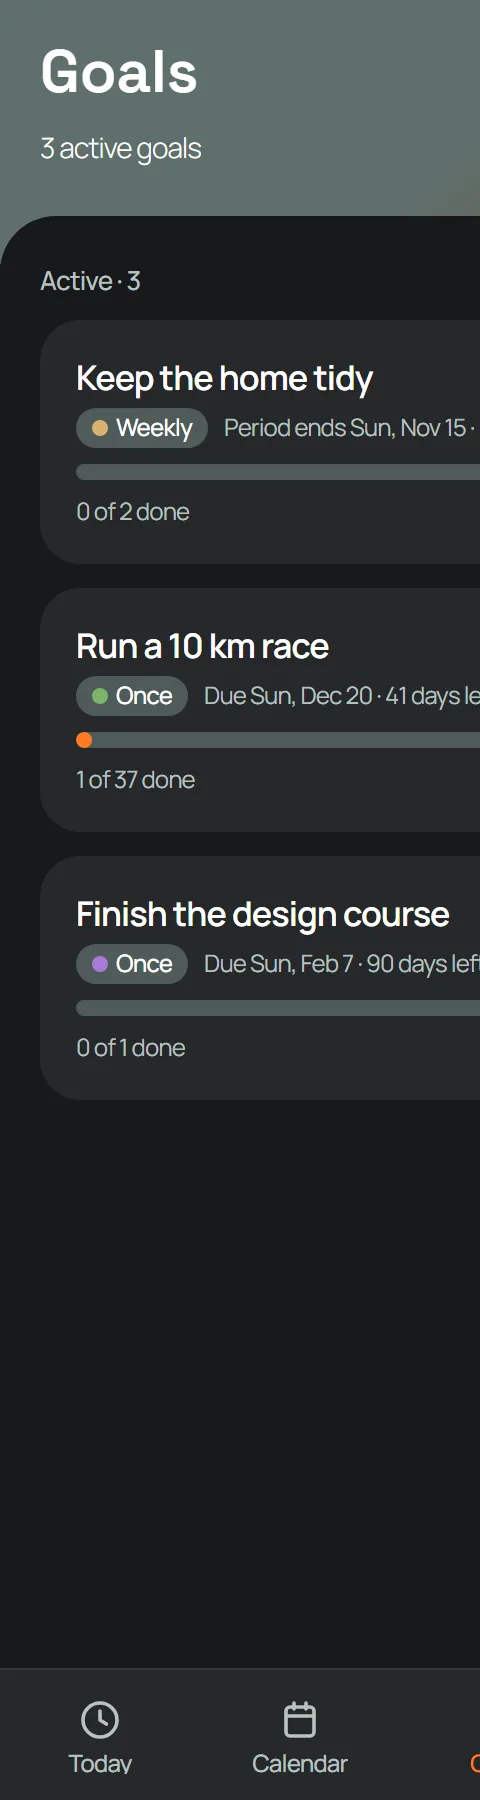 Goals
3 active goals
Active · 3
Keep the home tidy
Weekly Period ends Sun, Nov 15 ·
0 of 2 done
Run a 10 km race
Once Due Sun, Dec 20 · 41 days
1 of 37 done
Finish the design course
Once Due Sun, Feb 7 · 90 days left
0 of 1 done
Today Calendar